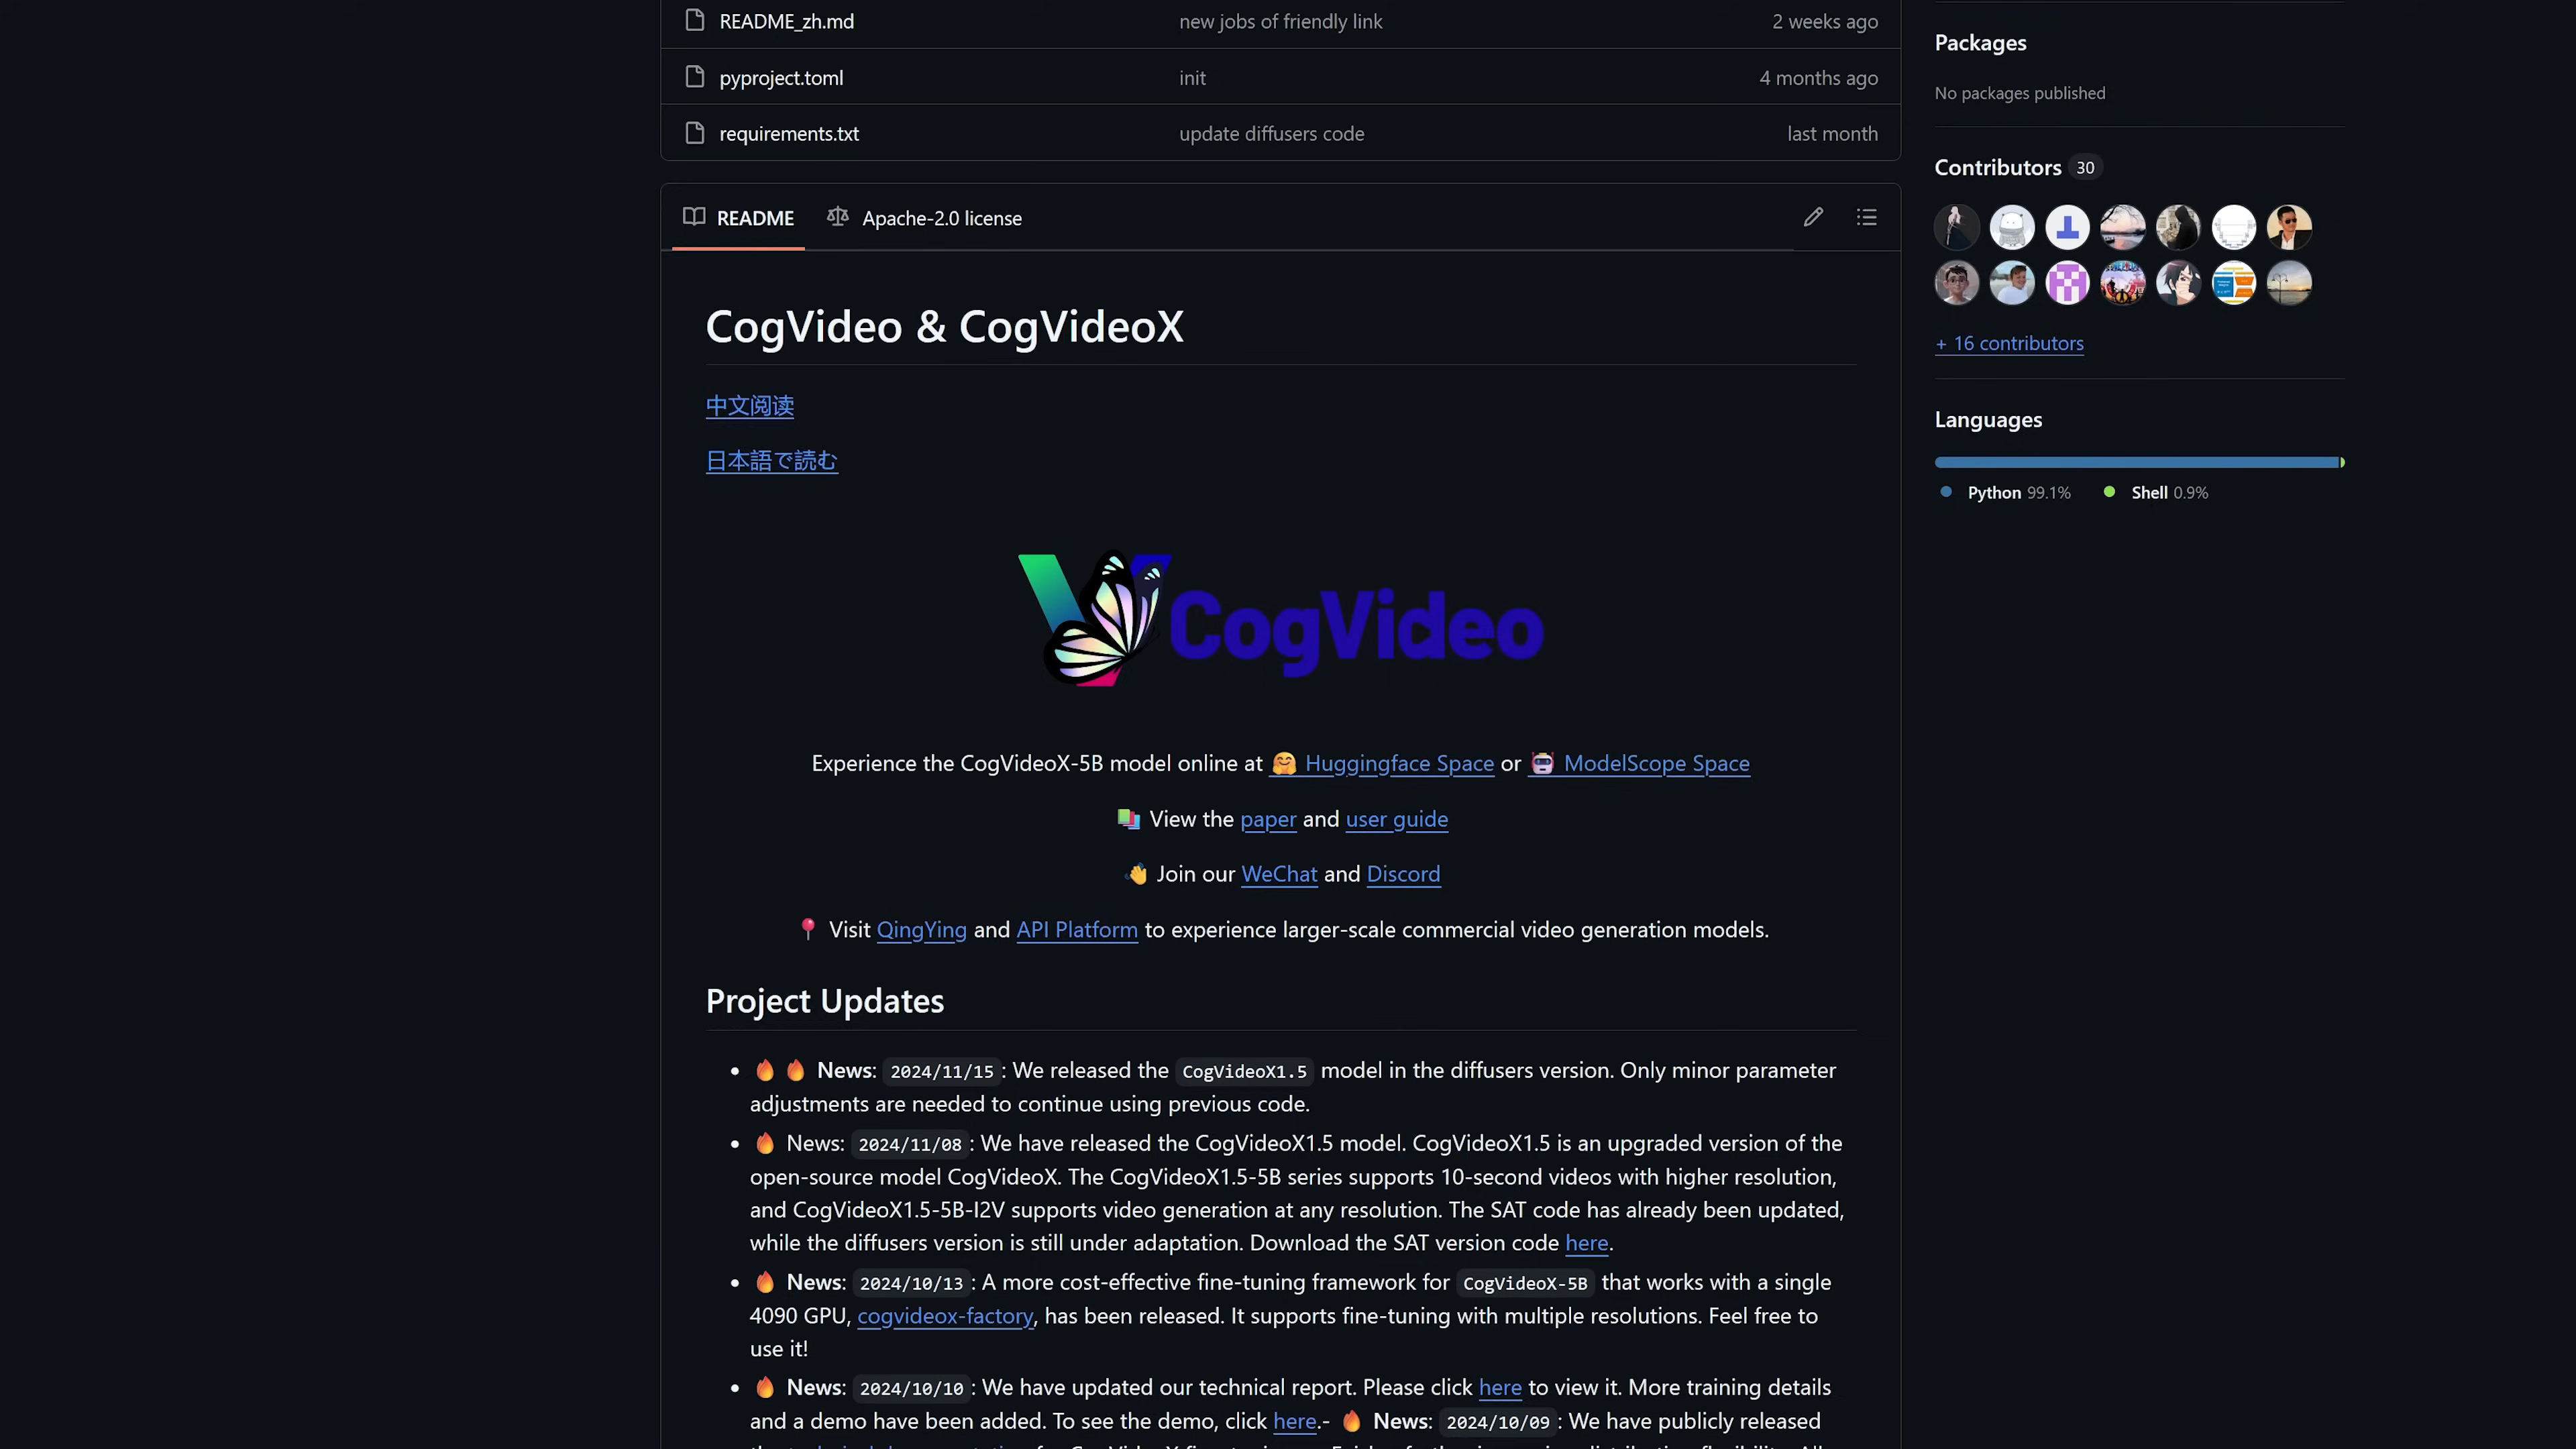 README_zh.md new jobs of friendly link 2 weeks ago
pyproject.toml init 4 months ago
requirements.txt update diffusers code last month
README Apache-2.0 license
CogVideo & CogVideoX
中文阅读
日本語で読む
CogVideo
Experience the CogVideoX-5B model online at 🤗 Huggingface Space or 🤖 ModelScope Space
📚 View the paper and user guide
👋 Join our WeChat and Discord
📍 Visit QingYing and API Platform to experience larger-scale commercial video generation models.
Project Updates
🔥🔥 News: 2024/11/15: We released the CogVideoX1.5 model in the diffusers version. Only minor parameter
adjustments are needed to continue using previous code.
🔥 News: 2024/11/08: We have released the CogVideoX1.5 model. CogVideoX1.5 is an upgraded version of the
open-source model CogVideoX. The CogVideoX1.5-5B series supports 10-second videos with higher resolution,
and CogVideoX1.5-5B-I2V supports video generation at any resolution. The SAT code has already been updated,
while the diffusers version is still under adaptation. Download the SAT version code here.
🔥 News: 2024/10/13: A more cost-effective fine-tuning framework for CogVideoX-5B that works with a single
4090 GPU, cogvideox-factory, has been released. It supports fine-tuning with multiple resolutions. Feel free to
use it!
🔥 News: 2024/10/10: We have updated our technical report. Please click here to view it. More training details
and a demo have been added. To see the demo, click here.- 🔥 News: 2024/10/09: We have publicly released
Packages
No packages published
Contributors 30
+ 16 contributors
Languages
Python 99.1% Shell 0.9%